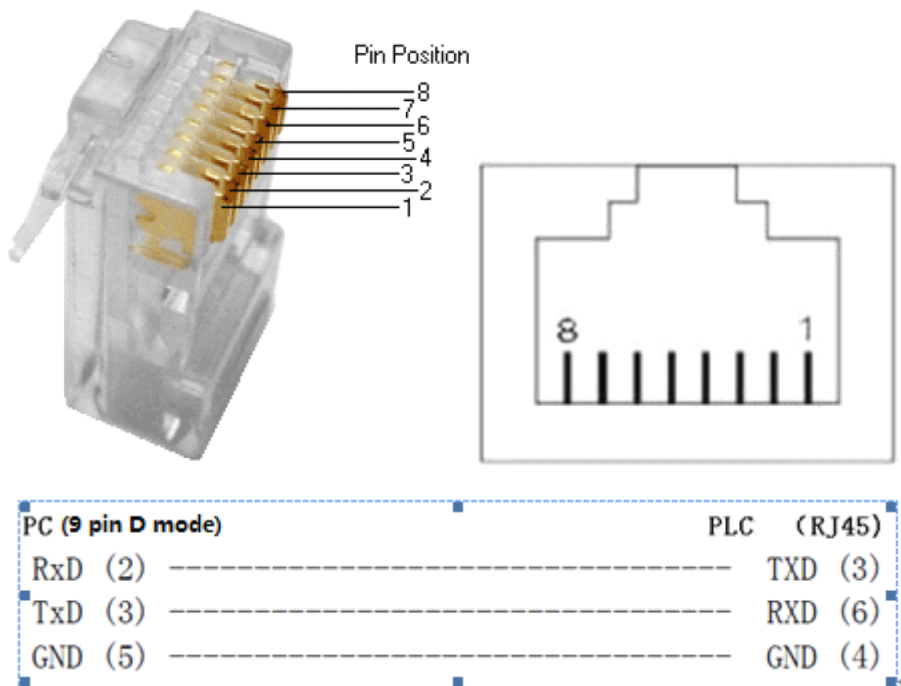 Pin Position
8
7
6
5
4
3
2
1
8 1
PC (9 pin D mode) PLC (RJ45)
RxD (2) ---------------------------------- TXD (3)
TxD (3) ---------------------------------- RXD (6)
GND (5) ---------------------------------- GND (4)